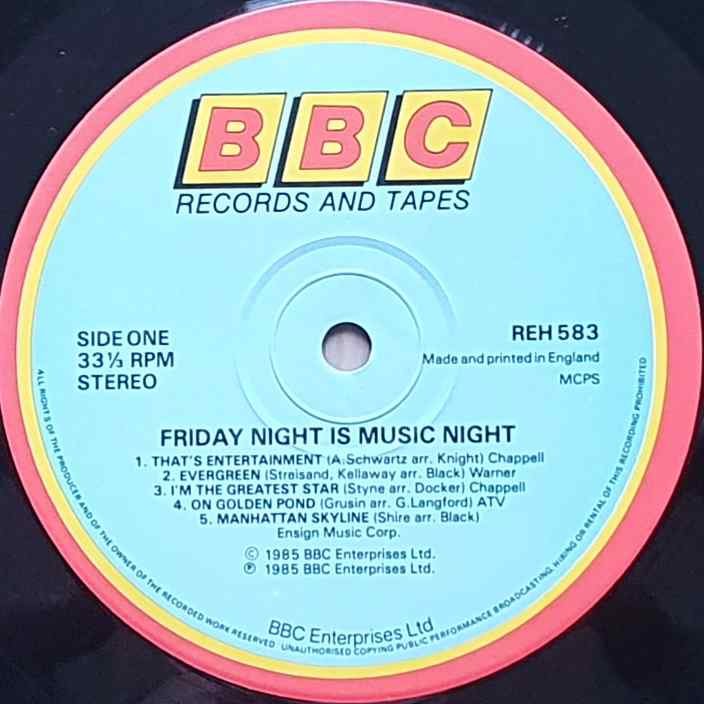 BBC
RECORDS AND TAPES
SIDE ONE
33⅓ RPM
STEREO
REH 583
Made and printed in England
MCPS
FRIDAY NIGHT IS MUSIC NIGHT
1. THAT'S ENTERTAINMENT (A.Schwartz arr. Knight) Chappell
2. EVERGREEN (Streisand, Kellaway arr. Black) Warner
3. I'M THE GREATEST STAR (Styne arr. Docker) Chappell
4. ON GOLDEN POND (Grusin arr. G.Langford) ATV
5. MANHATTAN SKYLINE (Shire arr. Black)
Ensign Music Corp.
© 1985 BBC Enterprises Ltd.
℗ 1985 BBC Enterprises Ltd.
BBC Enterprises Ltd
ALL RIGHTS OF THE PRODUCER AND OF THE OWNER OF THE RECORDED WORK RESERVED. UNAUTHORISED COPYING PUBLIC PERFORMANCE BROADCASTING, HIRING OR RENTAL OF THIS RECORDING PROHIBITED